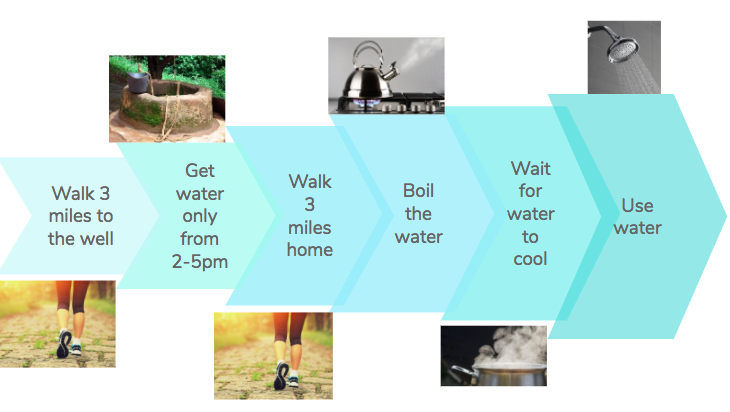 Walk 3
miles to
the well
Get
water
only
from
2-5pm
Walk
3
miles
home
Boil
the
water
Wait
for
water
to
cool
Use
water